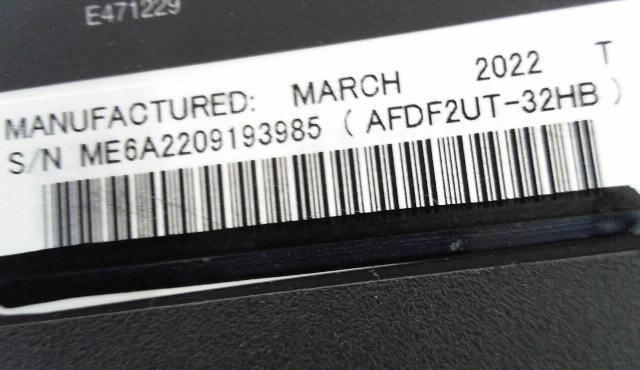 E471229
MANUFACTURED: MARCH 2022 T
S/N ME6A2209193985 (AFDF2UT-32HB)